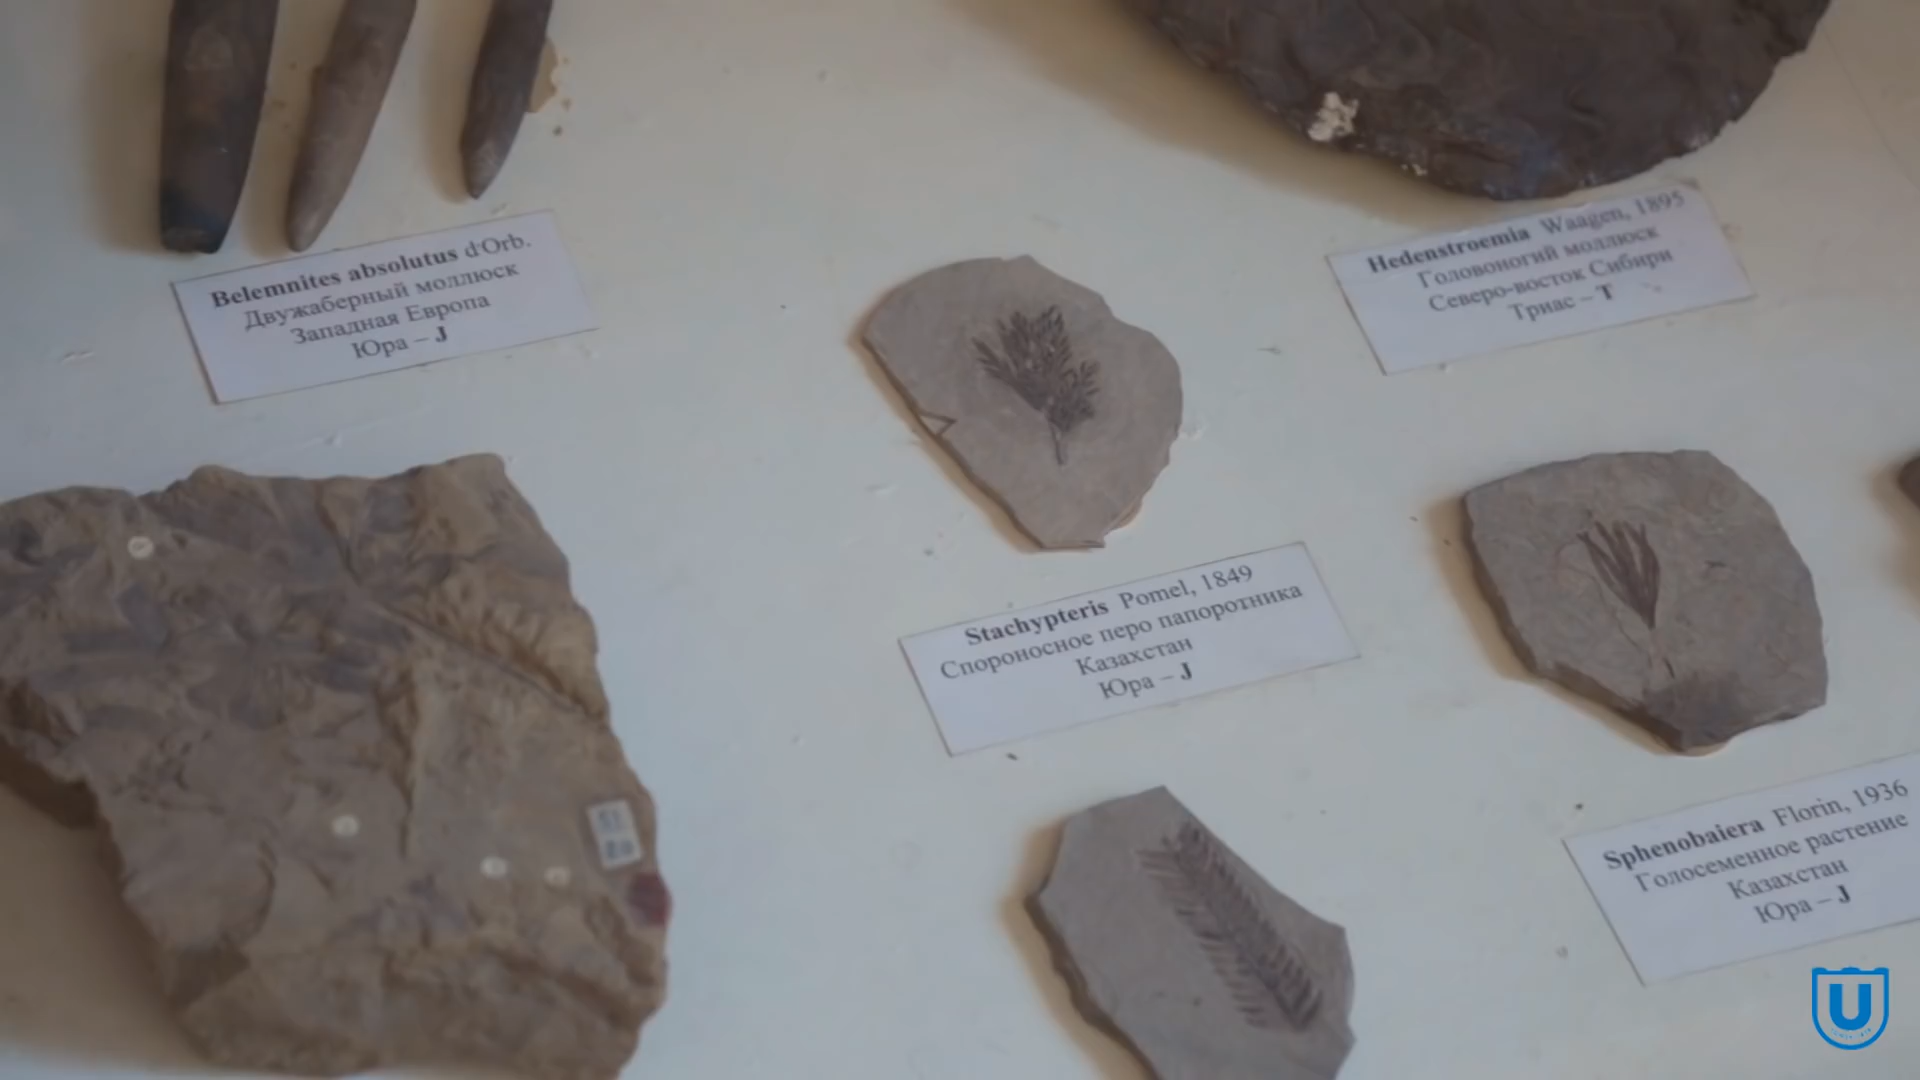 Belemnites absolutus d'Orb.
Двужаберный моллюск
Западная Европа
Юра – J
Hedenstroemia Waagen, 1895
Головоногий моллюск
Северо-восток Сибири
Триас – Т
Stachypteris Pomel, 1849
Спороносное перо папоротника
Казахстан
Юра – J
Sphenobaiera Florin, 1936
Голосеменное растение
Казахстан
Юра – J
U